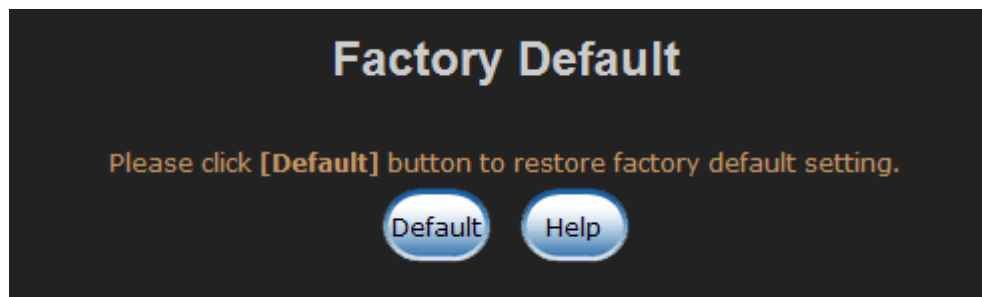 Factory Default
Please click [Default] button to restore factory default setting.
Default Help